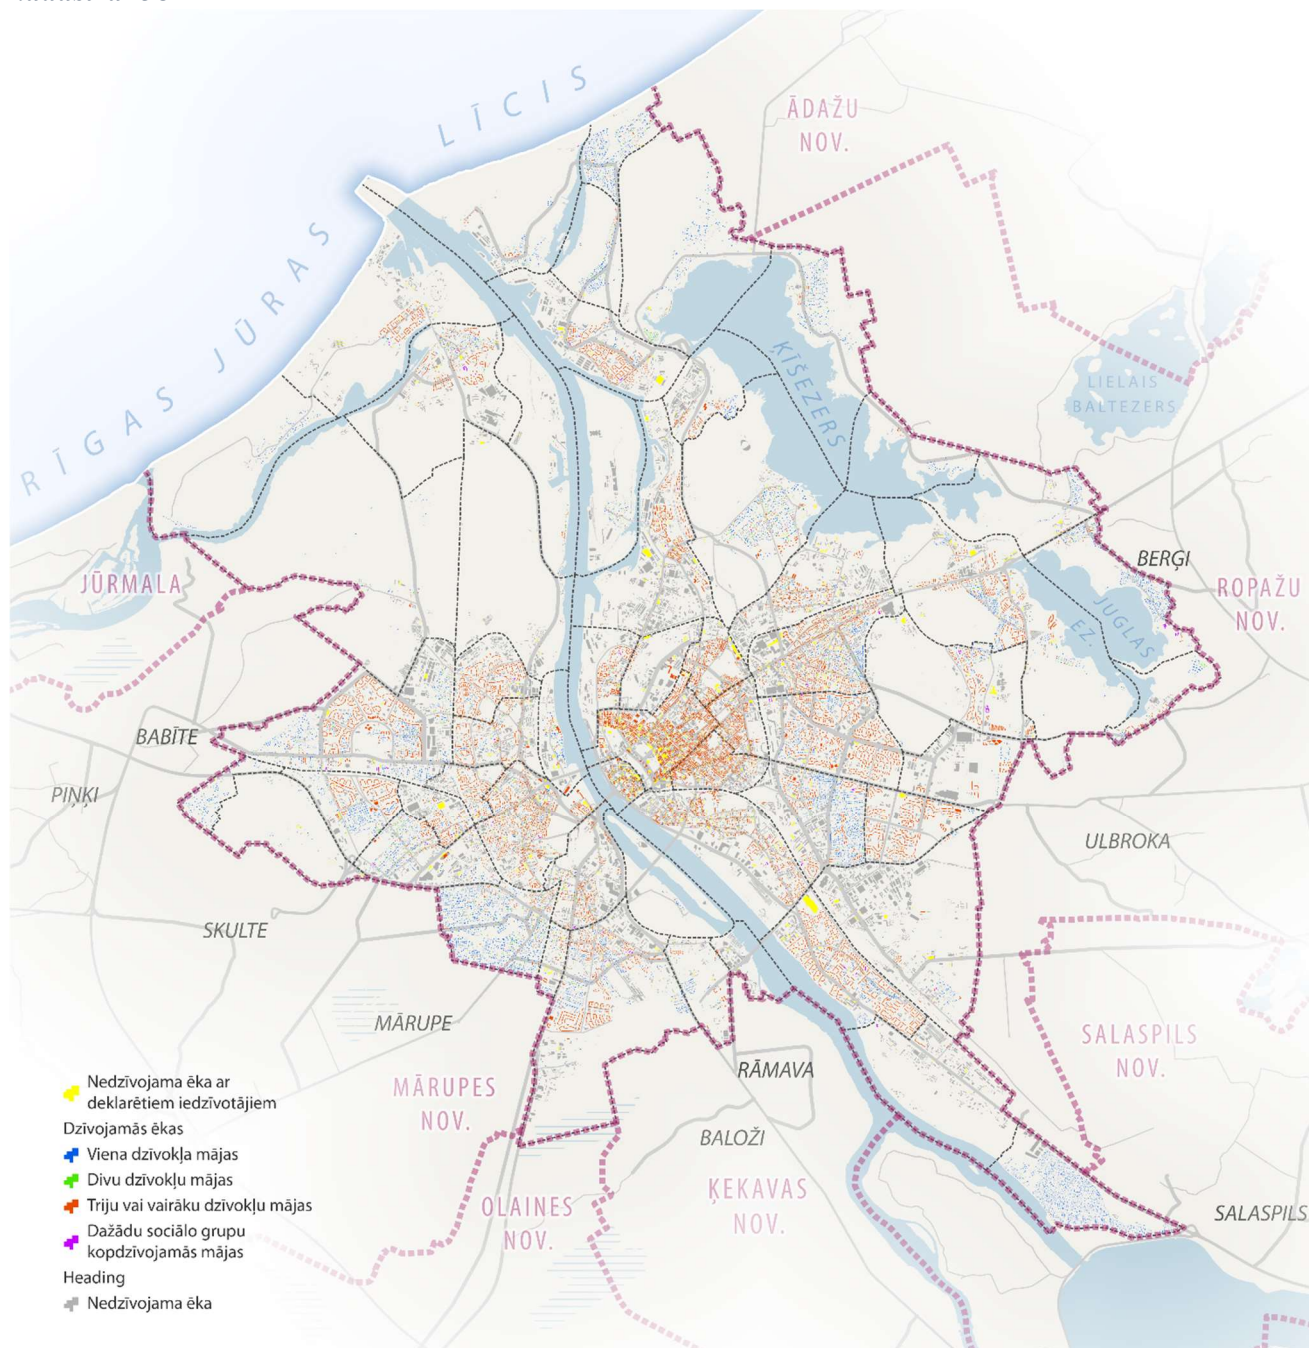 LĪCIS
RĪGAS JŪRAS
ĀDAŽU
NOV.
ĶĪŠEZERS
LIELAIS
BALTEZERS
BERĢI
JUGLAS
EZ.
ROPAŽU
NOV.
JŪRMALA
BABĪTE
PIŅĶI
ULBROKA
SKULTE
MĀRUPE
SALASPILS
NOV.
RĀMAVA
MĀRUPES
NOV.
BALOŽI
OLAINES
NOV.
ĶEKAVAS
NOV.
SALASPILS
Nedzīvojama ēka ar
deklarētiem iedzīvotājiem
Dzīvojamās ēkas
Viena dzīvokļa mājas
Divu dzīvokļu mājas
Triju vai vairāku dzīvokļu mājas
Dažādu sociālo grupu
kopdzīvojamās mājas
Heading
Nedzīvojama ēka